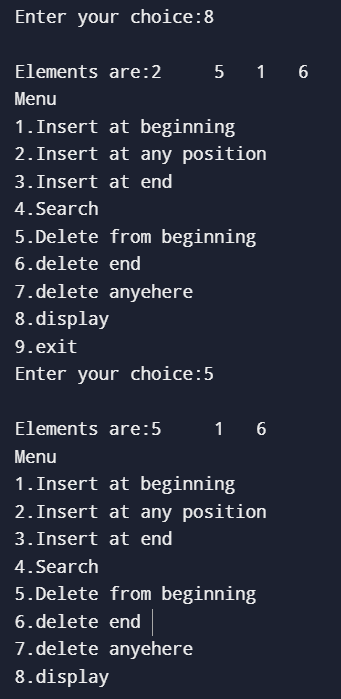 Enter your choice:8
Elements are:2 5 1 6
Menu
1.Insert at beginning
2.Insert at any position
3.Insert at end
4.Search
5.Delete from beginning
6.delete end
7.delete anyehere
8.display
9.exit
Enter your choice:5
Elements are:5 1 6
Menu
1.Insert at beginning
2.Insert at any position
3.Insert at end
4.Search
5.Delete from beginning
6.delete end
7.delete anyehere
8.display